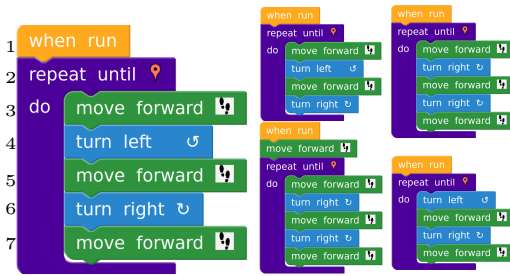 1 when run
2 repeat until
3 do move forward
4 turn left ↺
5 move forward
6 turn right ↻
7 move forward
when run
repeat until
do move forward
turn left ↺
move forward
turn right ↻
when run
move forward
repeat until
do move forward
turn right ↻
move forward
turn right ↻
move forward
when run
repeat until
do move forward
turn right ↻
move forward
turn right ↻
move forward
when run
repeat until
do turn left ↺
move forward
turn right ↻
move forward